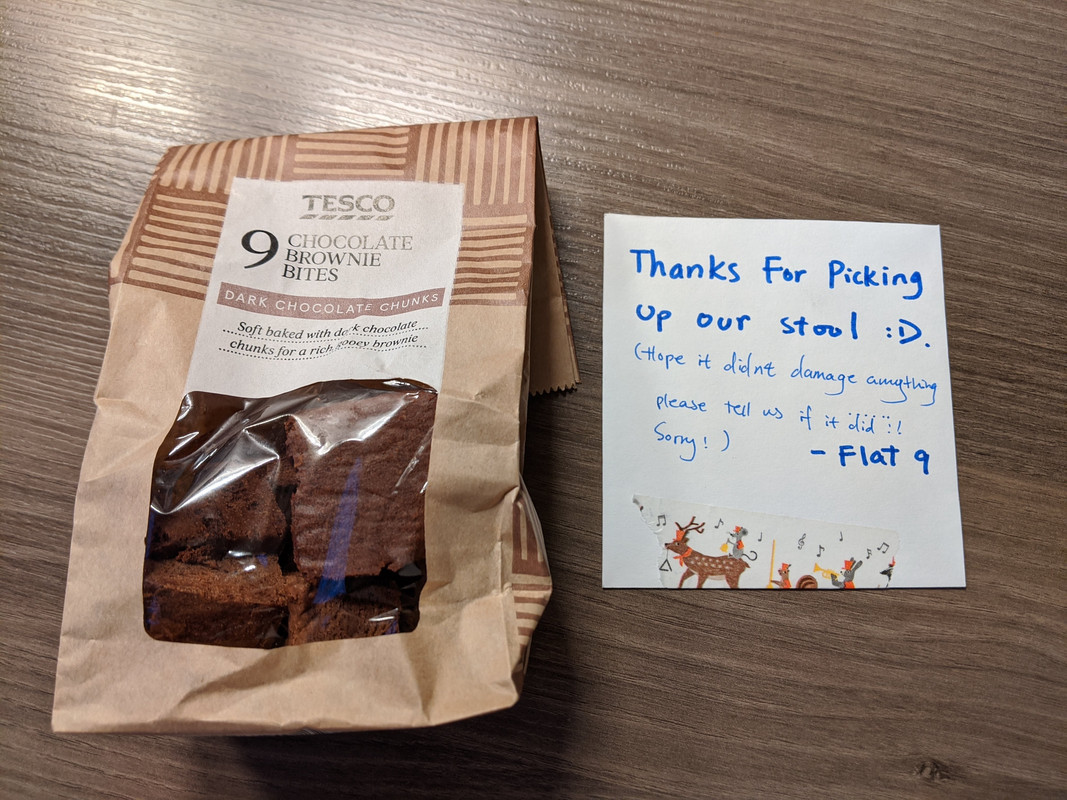 TESCO
9 CHOCOLATE
BROWNIE
BITES
DARK CHOCOLATE CHUNKS
Soft baked with dark chocolate
chunks for a rich, gooey brownie
Thanks For Picking
up our stool :D.
(Hope it didn't damage anything
please tell us if it did :!
Sorry! )
- Flat 9